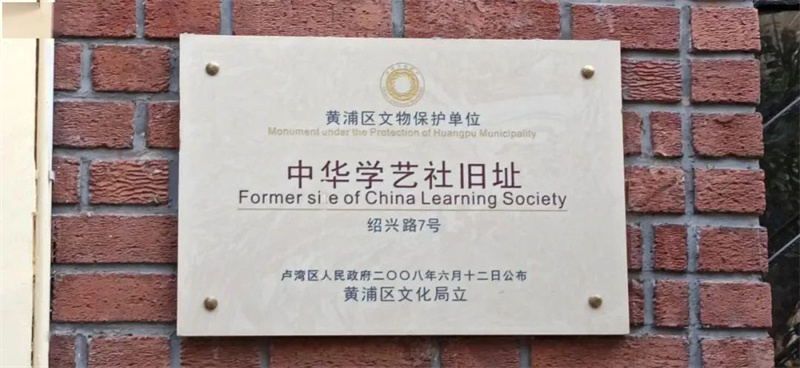 黄浦区文物保护单位
Monument under the Protection of Huangpu Municipality
中华学艺社旧址
Former si e of China Learning Society
绍兴路7号
卢湾区人民政府二〇〇八年六月十二日公布
黄浦区文化局立